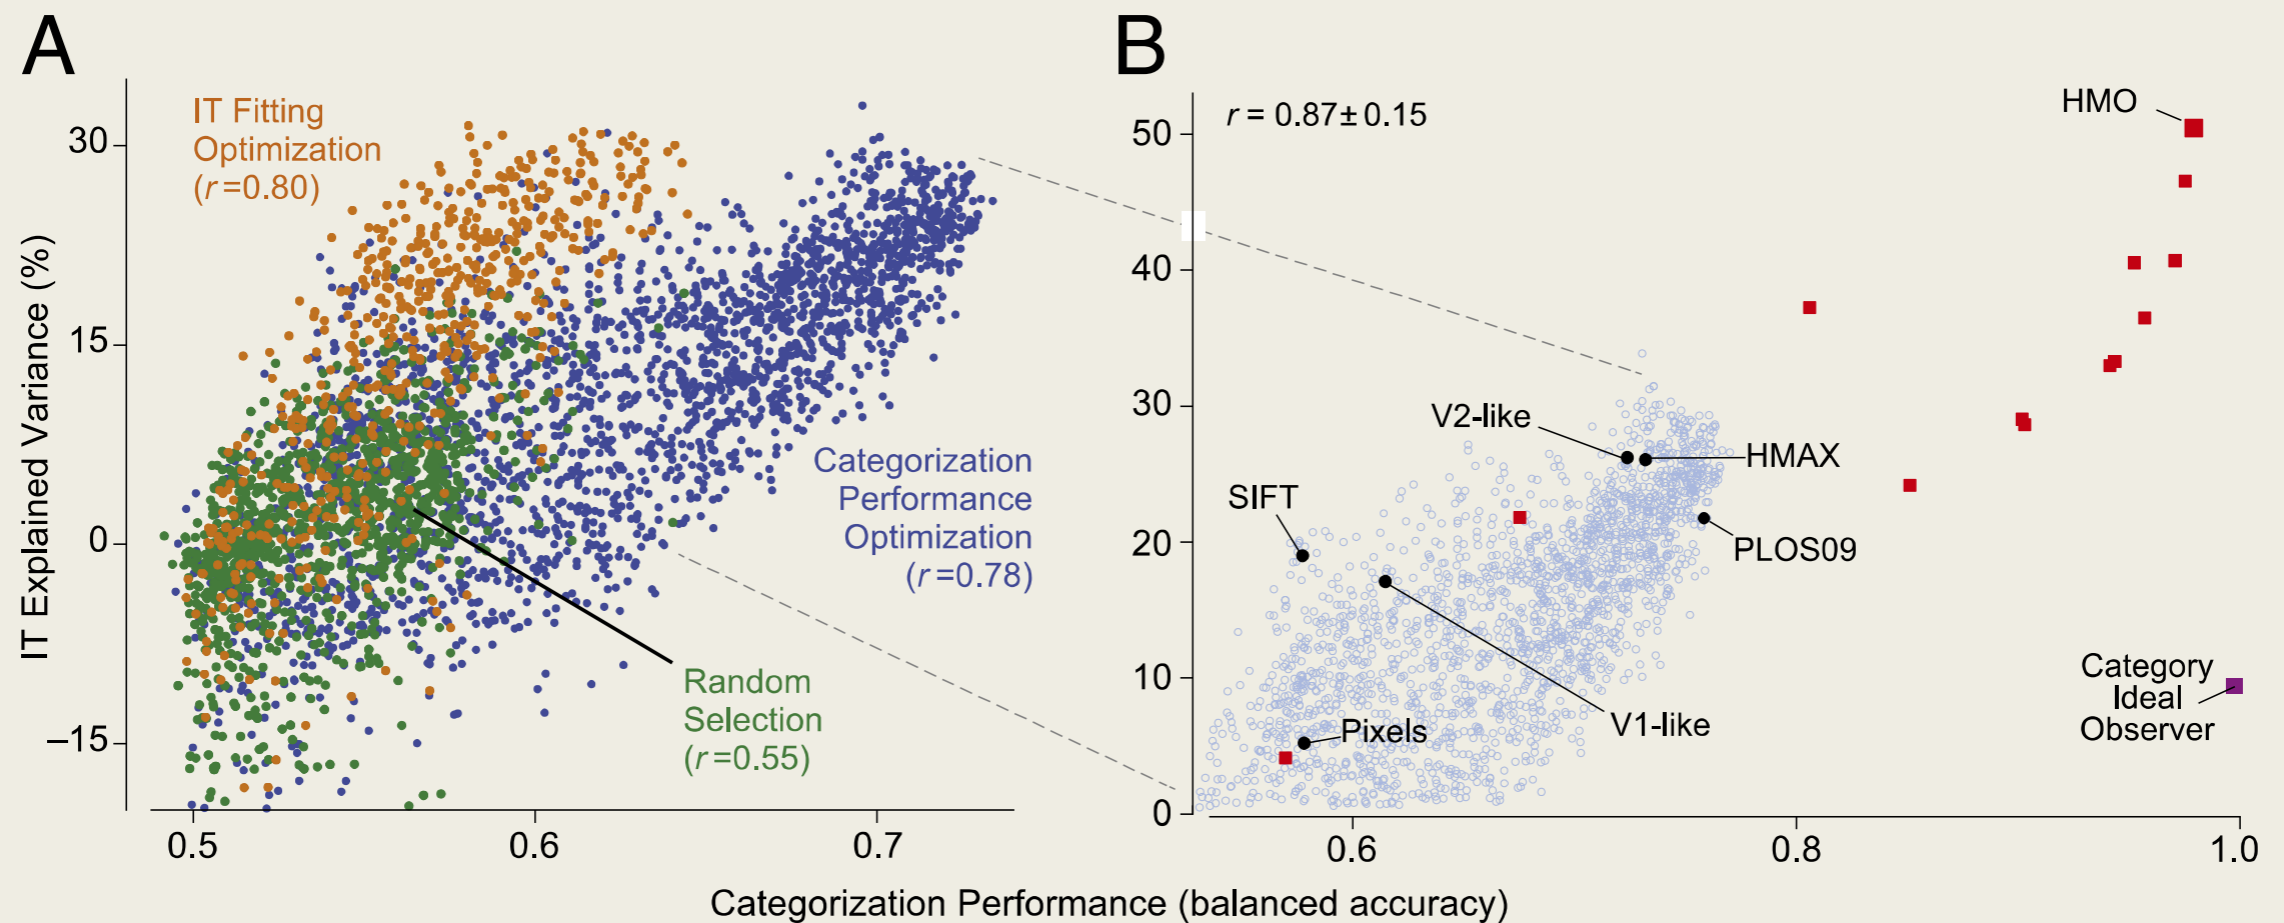 A
IT Fitting
Optimization
(r=0.80)
30
15
0
−15
IT Explained Variance (%)
Categorization
Performance
Optimization
(r=0.78)
Random
Selection
(r=0.55)
0.5
0.6
0.7
B
r = 0.87±0.15
HMO
50
40
30
20
10
0
V2-like
HMAX
SIFT
PLOS09
V1-like
Pixels
Category
Ideal
Observer
0.6
0.8
1.0
Categorization Performance (balanced accuracy)